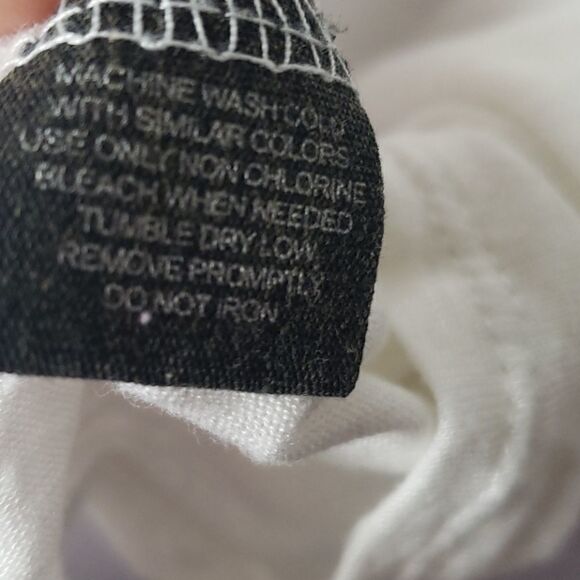 MACHINE WASH COLD
WITH SIMILAR COLORS
USE ONLY NON CHLORINE
BLEACH WHEN NEEDED
TUMBLE DRY LOW
REMOVE PROMPTLY
DO NOT IRON